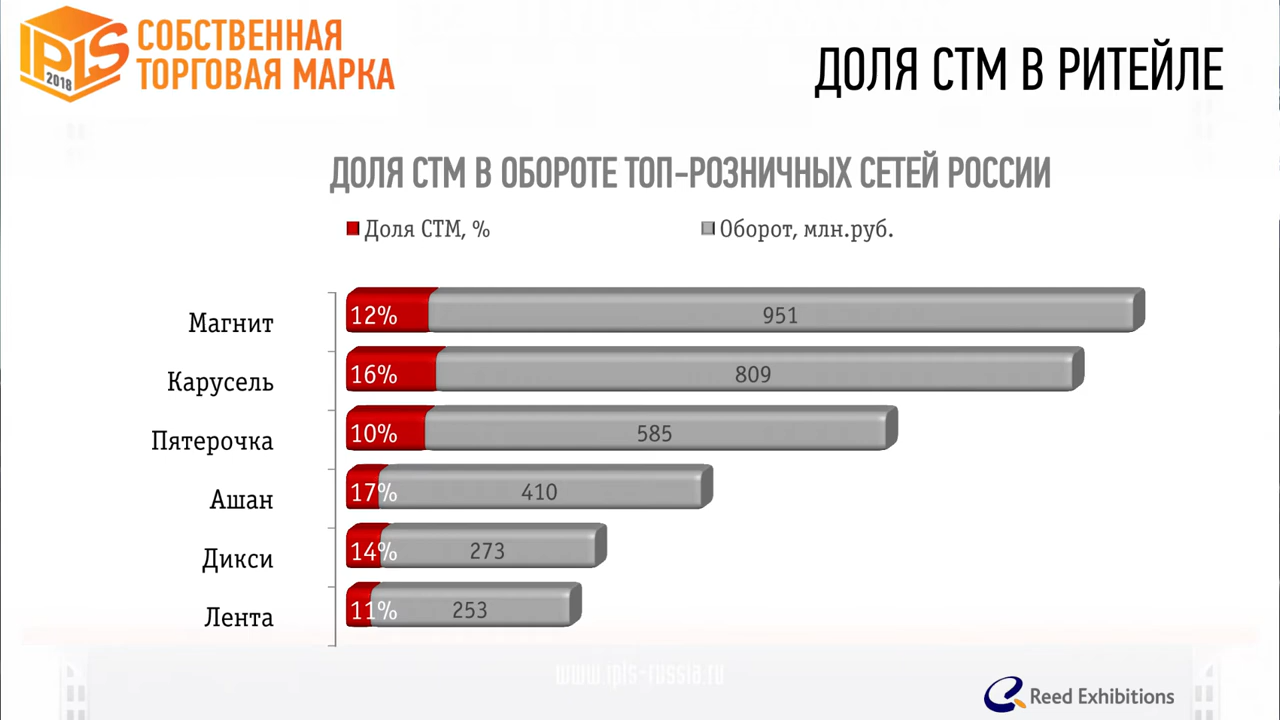 IPLS
2018
СОБСТВЕННАЯ
ТОРГОВАЯ МАРКА
ДОЛЯ СТМ В РИТЕЙЛЕ
ДОЛЯ СТМ В ОБОРОТЕ ТОП-РОЗНИЧНЫХ СЕТЕЙ РОССИИ
Доля СТМ, % Оборот, млн.руб.
Магнит 12% 951
Карусель 16% 809
Пятерочка 10% 585
Ашан 17% 410
Дикси 14% 273
Лента 11% 253
www.ipls-russia.ru
Reed Exhibitions